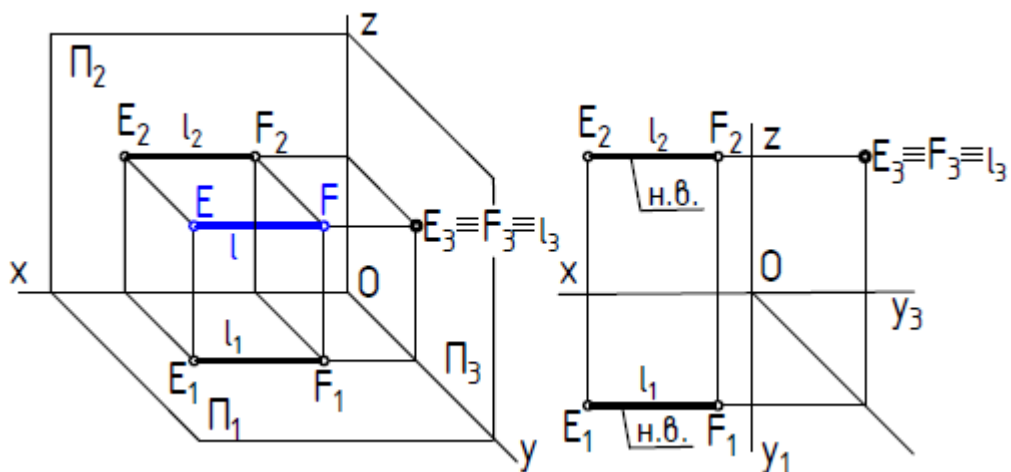 z
П2
E2 l2 F2
E F
l
E3≡F3≡l3
x
O
l1
E1 F1
П1
П3
y
E2 l2 F2 z
E3≡F3≡l3
н.в.
x O
y3
l1
E1 F1
н.в.
y1